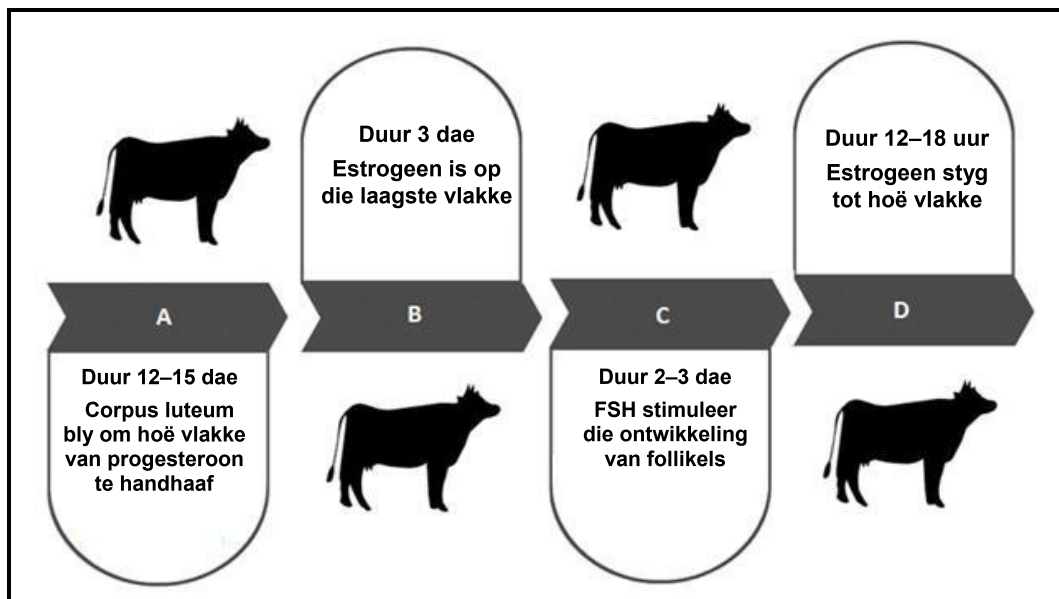 Duur 3 dae
Estrogeen is op
die laagste vlakke
Duur 12–18 uur
Estrogeen styg
tot hoë vlakke
A
B
C
D
Duur 12–15 dae
Corpus luteum
bly om hoë vlakke
van progesteroon
te handhaaf
Duur 2–3 dae
FSH stimuleer
die ontwikkeling
van follikels